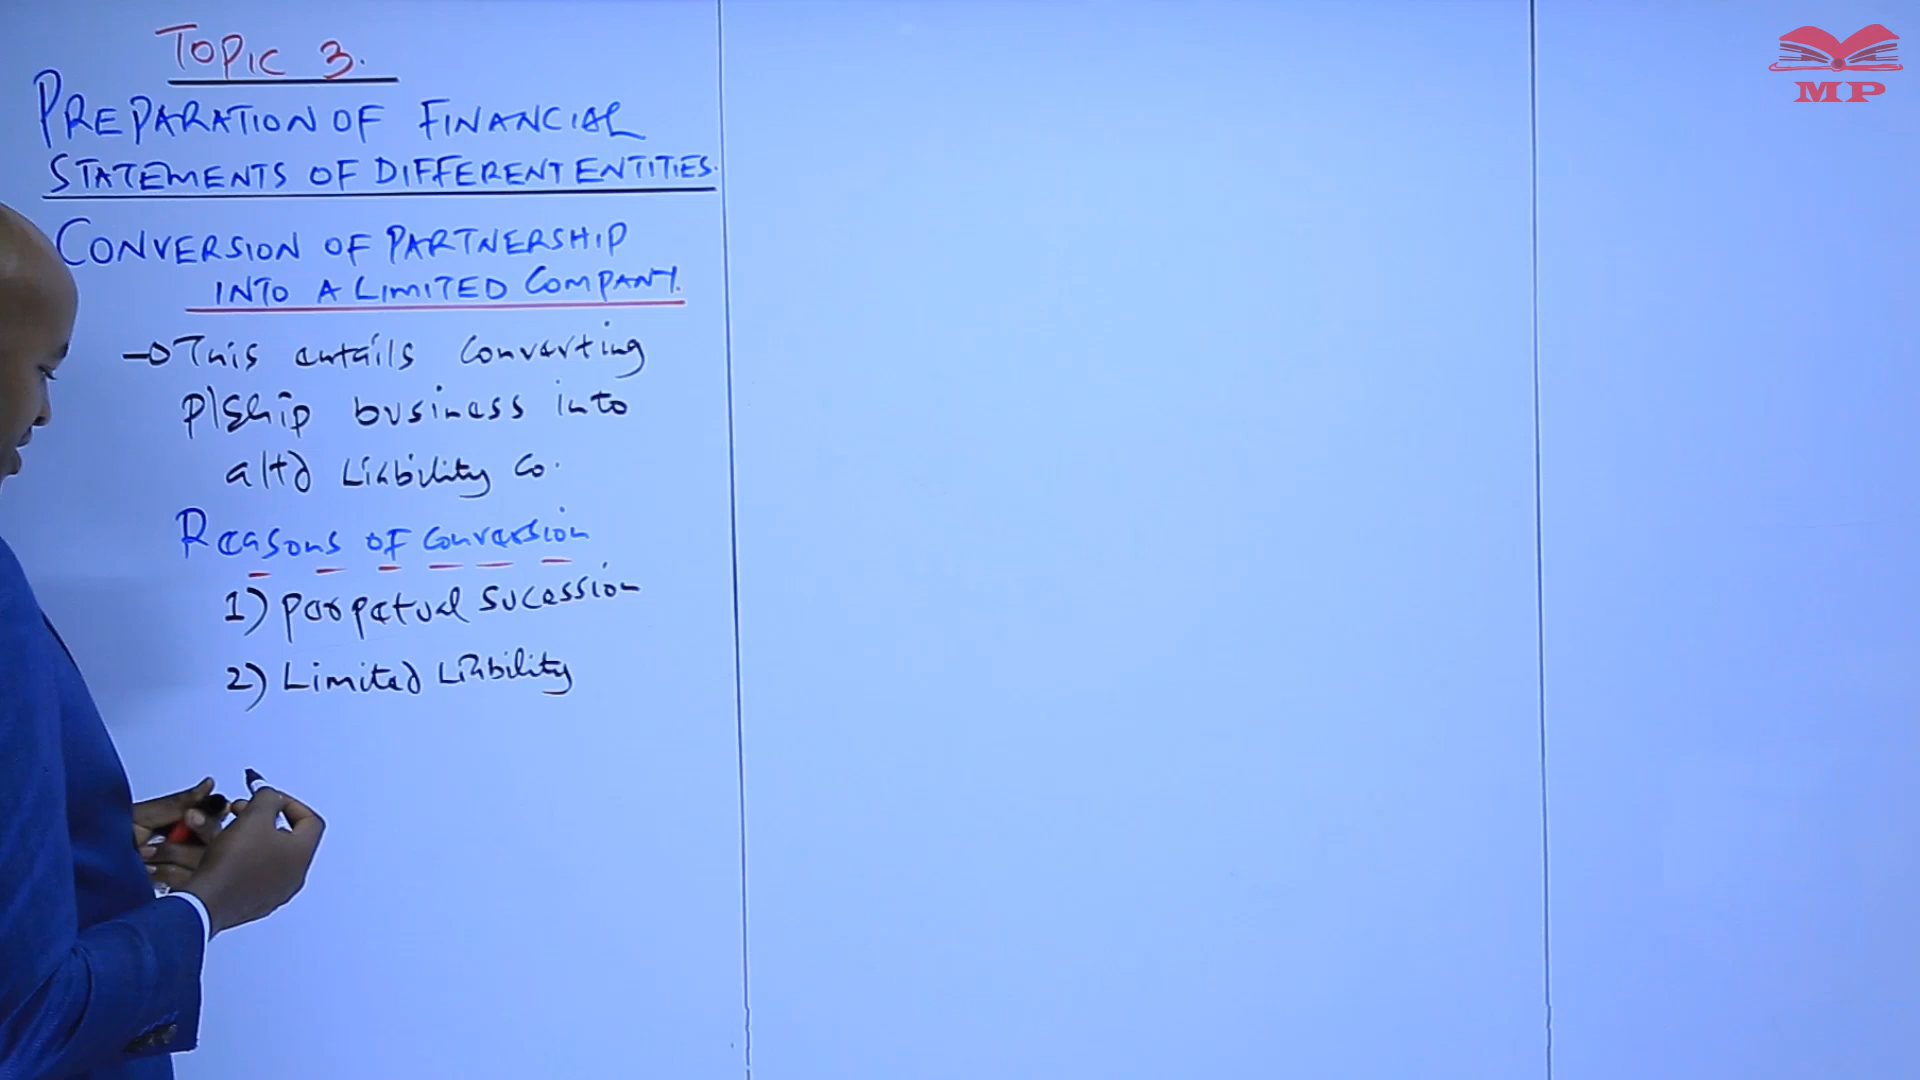 TOPIC 3.
PREPARATION OF FINANCIAL
STATEMENTS OF DIFFERENT ENTITIES.
CONVERSION OF PARTNERSHIP
INTO A LIMITED COMPANY.
→ This entails converting
P|Ship business into
a ltd Liability Co.
Reasons of conversion
1) Perpetual Sucession
2) Limited Liability
MP